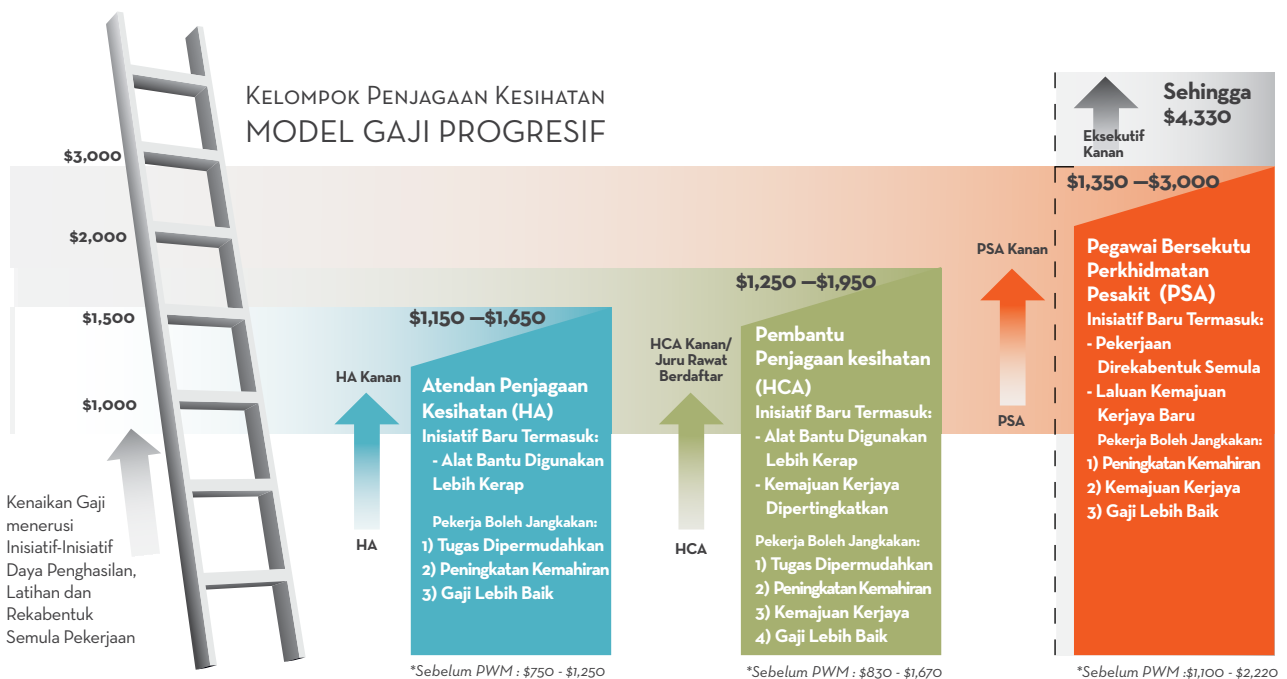 Kelompok Penjagaan Kesihatan
MODEL GAJI PROGRESIF
$3,000
$2,000
$1,500
$1,000
Kenaikan Gaji
menerusi
Inisiatif-Inisiatif
Daya Penghasilan,
Latihan dan
Rekabentuk
Semula Pekerjaan
HA Kanan
HA
$1,150 —$1,650
Atendan Penjagaan
Kesihatan (HA)
Inisiatif Baru Termasuk:
- Alat Bantu Digunakan
Lebih Kerap
Pekerja Boleh Jangkakan:
1) Tugas Dipermudahkan
2) Peningkatan Kemahiran
3) Gaji Lebih Baik
*Sebelum PWM : $750 - $1,250
HCA Kanan/
Juru Rawat
Berdaftar
HCA
$1,250 —$1,950
Pembantu
Penjagaan kesihatan
(HCA)
Inisiatif Baru Termasuk:
- Alat Bantu Digunakan
Lebih Kerap
- Kemajuan Kerjaya
Dipertingkatkan
Pekerja Boleh Jangkakan:
1) Tugas Dipermudahkan
2) Peningkatan Kemahiran
3) Kemajuan Kerjaya
4) Gaji Lebih Baik
*Sebelum PWM : $830 - $1,670
PSA Kanan
PSA
Sehingga
$4,330
Eksekutif
Kanan
$1,350 —$3,000
Pegawai Bersekutu
Perkhidmatan
Pesakit (PSA)
Inisiatif Baru Termasuk:
- Pekerjaan
Direkabentuk Semula
- Laluan Kemajuan
Kerjaya Baru
Pekerja Boleh Jangkakan:
1) Peningkatan Kemahiran
2) Kemajuan Kerjaya
3) Gaji Lebih Baik
*Sebelum PWM :$1,100 - $2,220